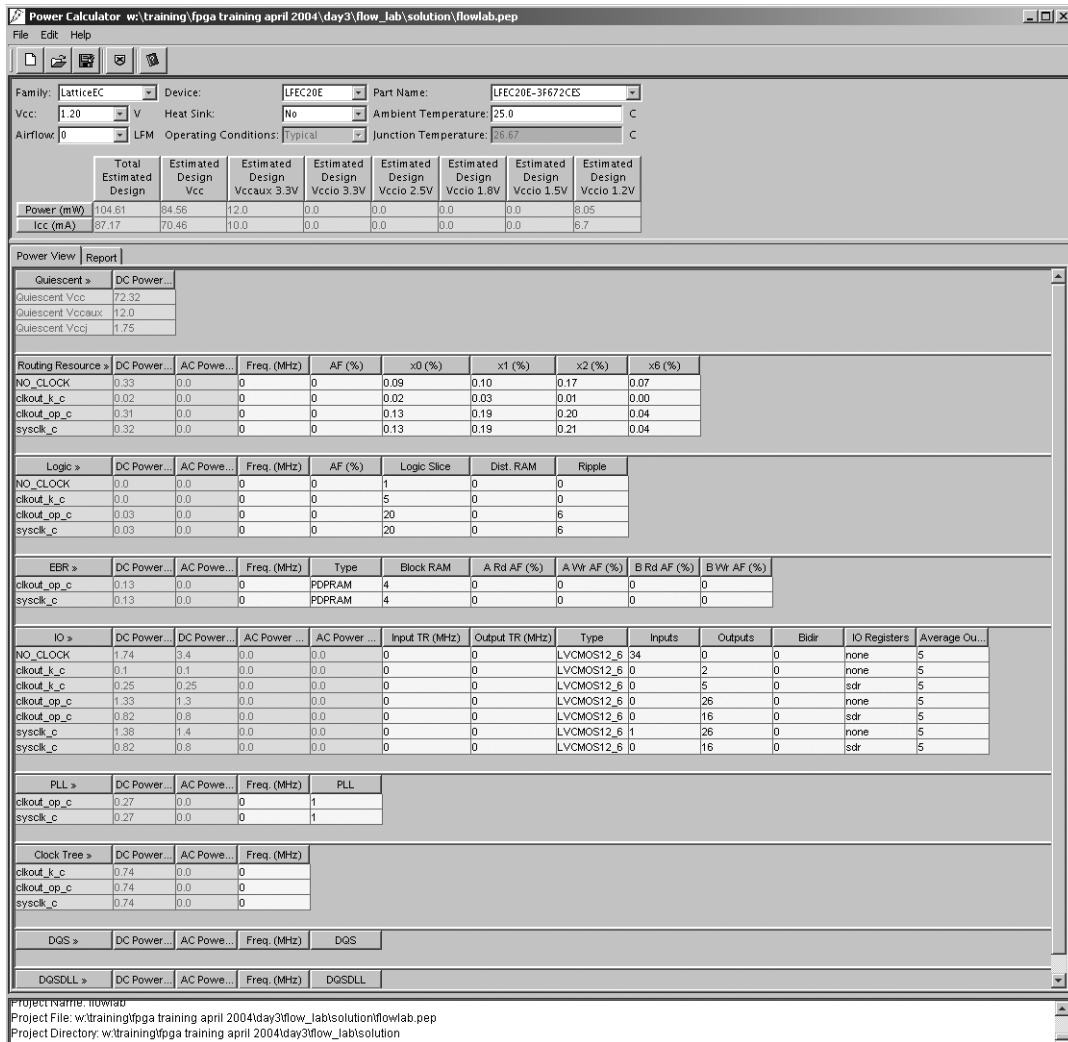 Power Calculator w:\training\fpga training april 2004\day3\flow_lab\solution\flowlab.pep
File Edit Help
Family: LatticeEC Device: LFEC20E Part Name: LFEC20E-3F672CES
Vcc: 1.20 V Heat Sink: No Ambient Temperature: 25.0 C
Airflow: 0 LFM Operating Conditions: Typical Junction Temperature: 26.67 C
Total Estimated Estimated Estimated Estimated Estimated Estimated Estimated
Estimated Design Design Design Design Design Design Design
Design Vcc Vccaux 3.3V Vccio 3.3V Vccio 2.5V Vccio 1.8V Vccio 1.5V Vccio 1.2V
Power (mW) 104.61 84.56 12.0 0.0 0.0 0.0 0.0 8.05
Icc (mA) 87.17 70.46 10.0 0.0 0.0 0.0 0.0 6.7
Power View Report
Quiescent » DC Power...
Quiescent Vcc 72.32
Quiescent Vccaux 12.0
Quiescent Vccj 1.75
Routing Resource » DC Power... AC Powe... Freq. (MHz) AF (%) x0 (%) x1 (%) x2 (%) x6 (%)
NO_CLOCK 0.33 0.0 0 0 0.09 0.10 0.17 0.07
clkout_k_c 0.02 0.0 0 0 0.02 0.03 0.01 0.00
clkout_op_c 0.31 0.0 0 0 0.13 0.19 0.20 0.04
sysclk_c 0.32 0.0 0 0 0.13 0.19 0.21 0.04
Logic » DC Power... AC Powe... Freq. (MHz) AF (%) Logic Slice Dist. RAM Ripple
NO_CLOCK 0.0 0.0 0 0 1 0 0
clkout_k_c 0.0 0.0 0 0 5 0 0
clkout_op_c 0.03 0.0 0 0 20 0 6
sysclk_c 0.03 0.0 0 0 20 0 6
EBR » DC Power... AC Powe... Freq. (MHz) Type Block RAM A Rd AF (%) A Wr AF (%) B Rd AF (%) B Wr AF (%)
clkout_op_c 0.13 0.0 0 PDPRAM 4 0 0 0 0
sysclk_c 0.13 0.0 0 PDPRAM 4 0 0 0 0
IO » DC Power... DC Power... AC Power ... AC Power ... Input TR (MHz) Output TR (MHz) Type Inputs Outputs Bidir IO Registers Average Ou...
NO_CLOCK 1.74 3.4 0.0 0.0 0 0 LVCMOS12_6 34 0 0 none 5
clkout_k_c 0.1 0.1 0.0 0.0 0 0 LVCMOS12_6 0 2 0 none 5
clkout_k_c 0.25 0.25 0.0 0.0 0 0 LVCMOS12_6 0 5 0 sdr 5
clkout_op_c 1.33 1.3 0.0 0.0 0 0 LVCMOS12_6 0 26 0 none 5
clkout_op_c 0.82 0.8 0.0 0.0 0 0 LVCMOS12_6 0 16 0 sdr 5
sysclk_c 1.38 1.4 0.0 0.0 0 0 LVCMOS12_6 1 26 0 none 5
sysclk_c 0.82 0.8 0.0 0.0 0 0 LVCMOS12_6 0 16 0 sdr 5
PLL » DC Power... AC Powe... Freq. (MHz) PLL
clkout_op_c 0.27 0.0 0 1
sysclk_c 0.27 0.0 0 1
Clock Tree » DC Power... AC Powe... Freq. (MHz)
clkout_k_c 0.74 0.0 0
clkout_op_c 0.74 0.0 0
sysclk_c 0.74 0.0 0
DQS » DC Power... AC Powe... Freq. (MHz) DQS
DQSDLL » DC Power... AC Powe... Freq. (MHz) DQSDLL
Project Name: flowlab
Project File: w:\training\fpga training april 2004\day3\flow_lab\solution\flowlab.pep
Project Directory: w:\training\fpga training april 2004\day3\flow_lab\solution